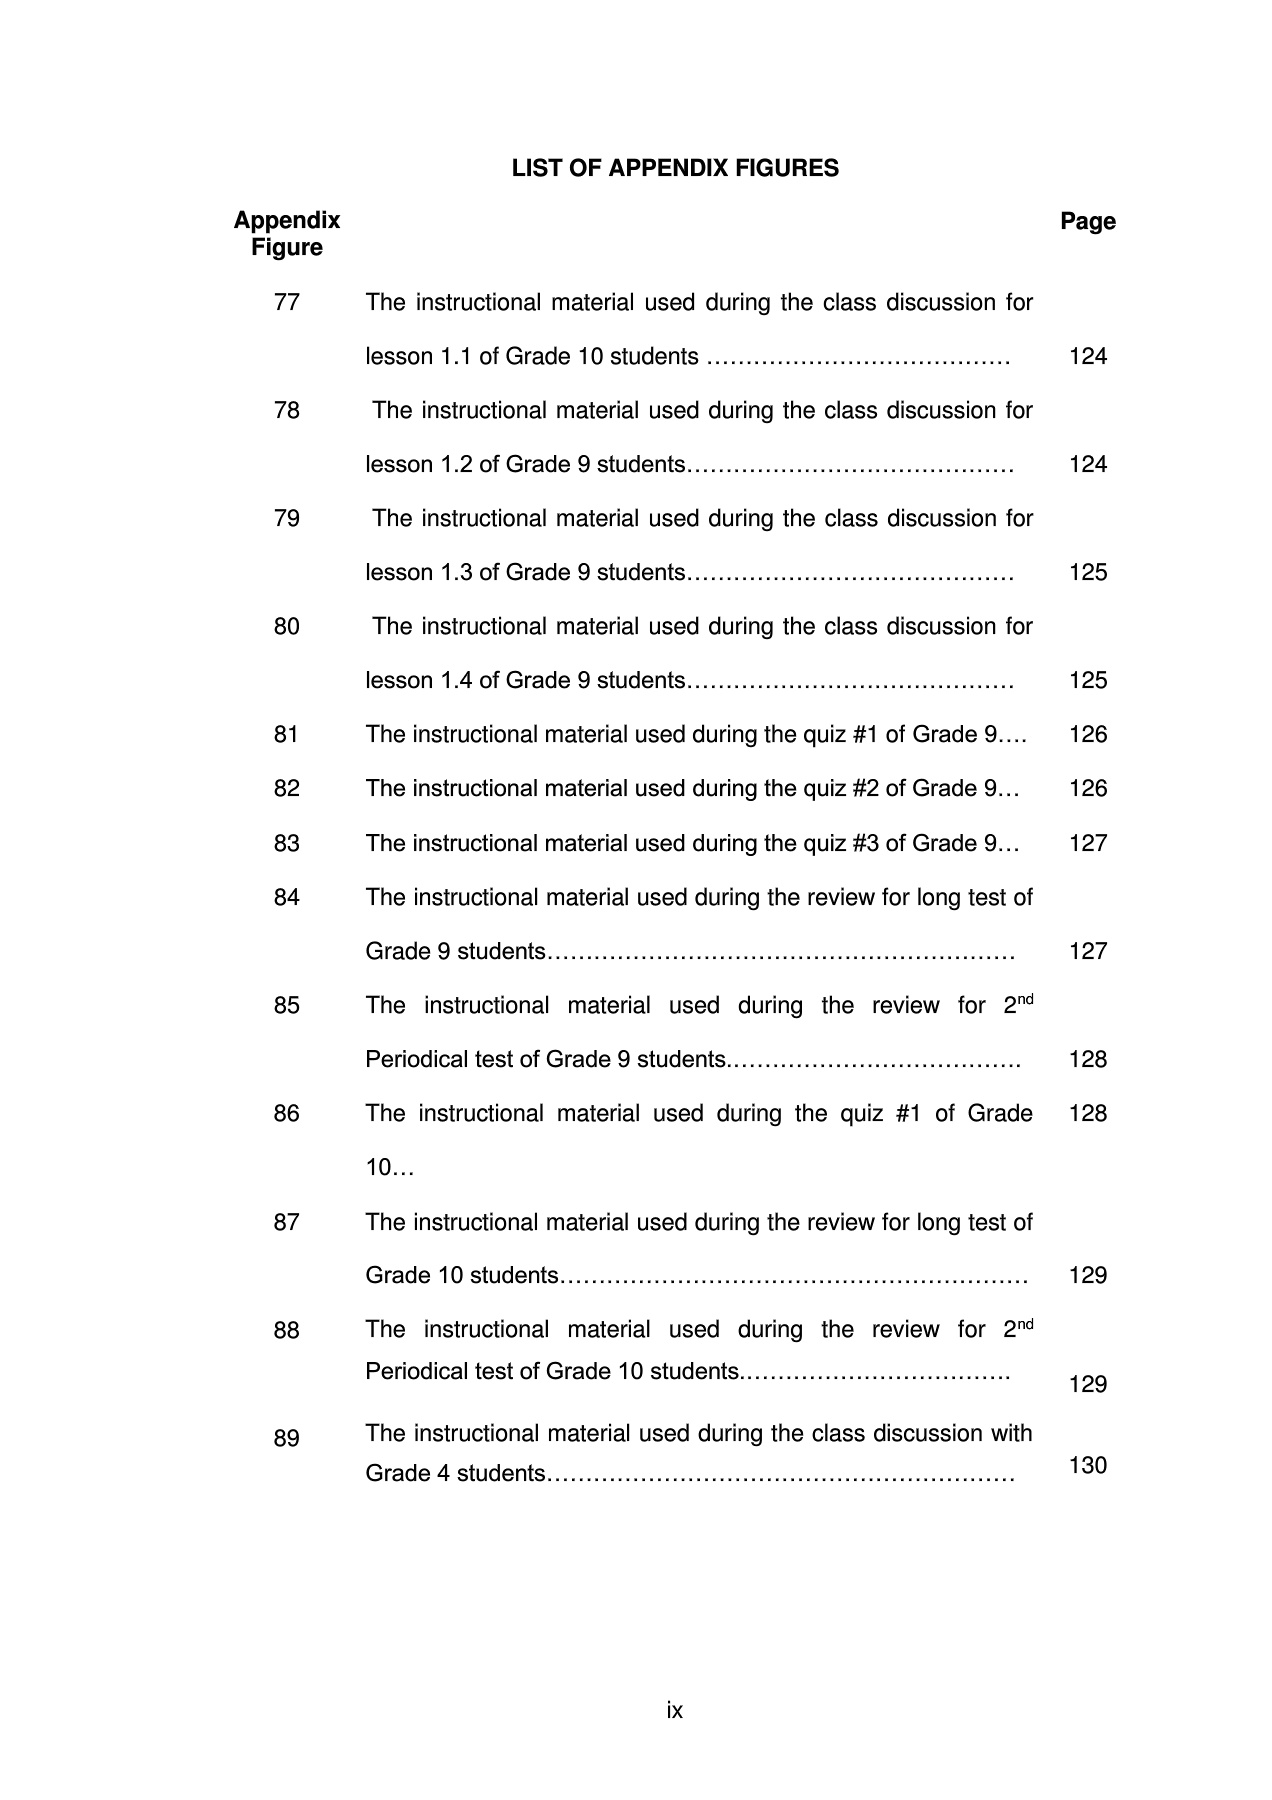 LIST OF APPENDIX FIGURES
Appendix Figure Page
77 The instructional material used during the class discussion for
lesson 1.1 of Grade 10 students ………………………………… 124
78 The instructional material used during the class discussion for
lesson 1.2 of Grade 9 students…………………………………… 124
79 The instructional material used during the class discussion for
lesson 1.3 of Grade 9 students…………………………………… 125
80 The instructional material used during the class discussion for
lesson 1.4 of Grade 9 students…………………………………… 125
81 The instructional material used during the quiz #1 of Grade 9…. 126
82 The instructional material used during the quiz #2 of Grade 9… 126
83 The instructional material used during the quiz #3 of Grade 9… 127
84 The instructional material used during the review for long test of
Grade 9 students…………………………………………………… 127
85 The instructional material used during the review for 2nd
Periodical test of Grade 9 students………………………………. 128
86 The instructional material used during the quiz #1 of Grade 128
10…
87 The instructional material used during the review for long test of
Grade 10 students…………………………………………………… 129
88 The instructional material used during the review for 2nd
Periodical test of Grade 10 students……………………………. 129
89 The instructional material used during the class discussion with
Grade 4 students…………………………………………………… 130
ix